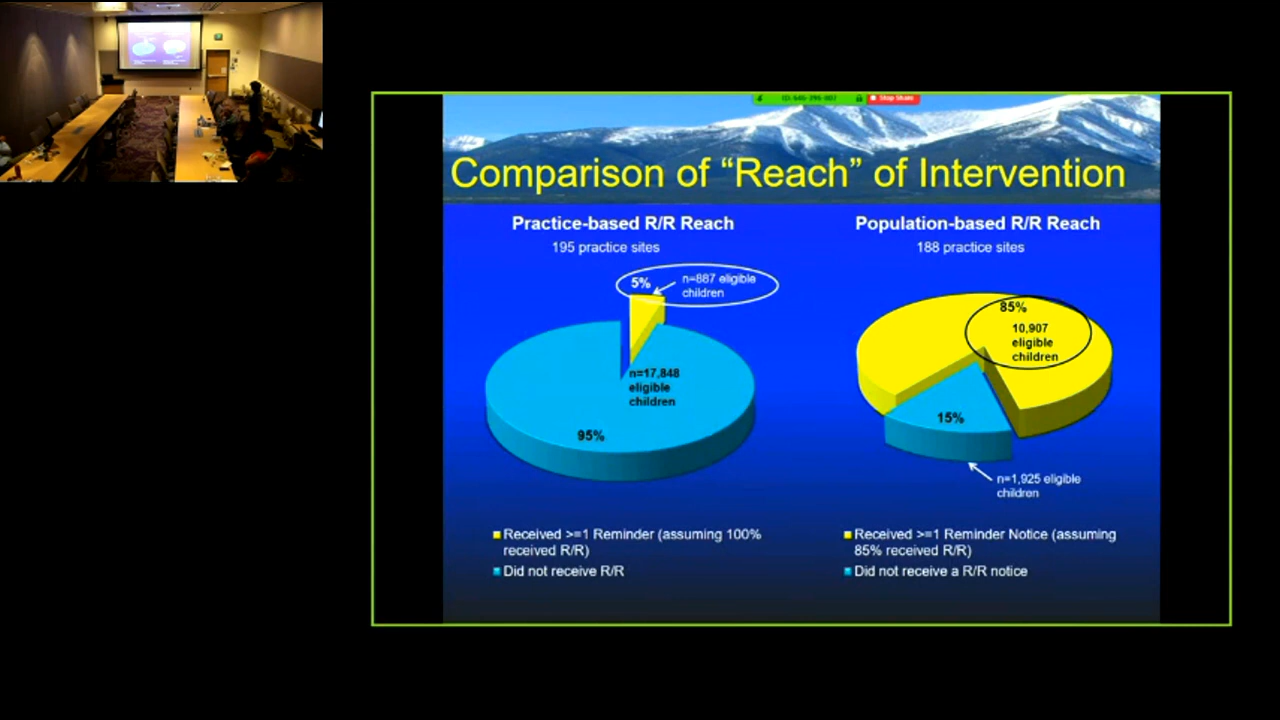 Stop Share
Comparison of "Reach" of Intervention
Practice-based R/R Reach
195 practice sites
5%
n=887 eligible
children
n=17,848
eligible
children
95%
Received >=1 Reminder (assuming 100%
received R/R)
Did not receive R/R
Population-based R/R Reach
188 practice sites
85%
10,907
eligible
children
15%
n=1,925 eligible
children
Received >=1 Reminder Notice (assuming
85% received R/R)
Did not receive a R/R notice